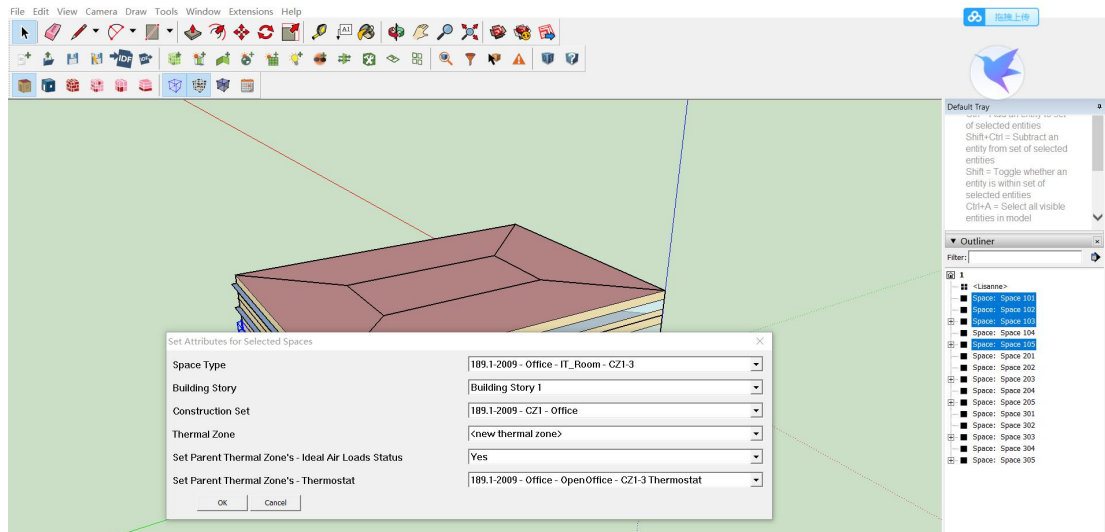 File Edit View Camera Draw Tools Window Extensions Help
拖拽上传
A1
IDF
Default Tray
of selected entities
Shift+Ctrl = Subtract an
entity from set of selected
entities
Shift = Toggle whether an
entity is within set of
selected entities
Ctrl+A = Select all visible
entities in model
Outliner
Filter:
1
<Lisanne>
Space: Space 101
Space: Space 102
Space: Space 103
Space: Space 104
Space: Space 105
Space: Space 201
Space: Space 202
Space: Space 203
Space: Space 204
Space: Space 205
Space: Space 301
Space: Space 302
Space: Space 303
Space: Space 304
Space: Space 305
Set Attributes for Selected Spaces
Space Type 189.1-2009 - Office - IT_Room - CZ1-3
Building Story Building Story 1
Construction Set 189.1-2009 - CZ1 - Office
Thermal Zone <new thermal zone>
Set Parent Thermal Zone's - Ideal Air Loads Status Yes
Set Parent Thermal Zone's - Thermostat 189.1-2009 - Office - OpenOffice - CZ1-3 Thermostat
OK Cancel